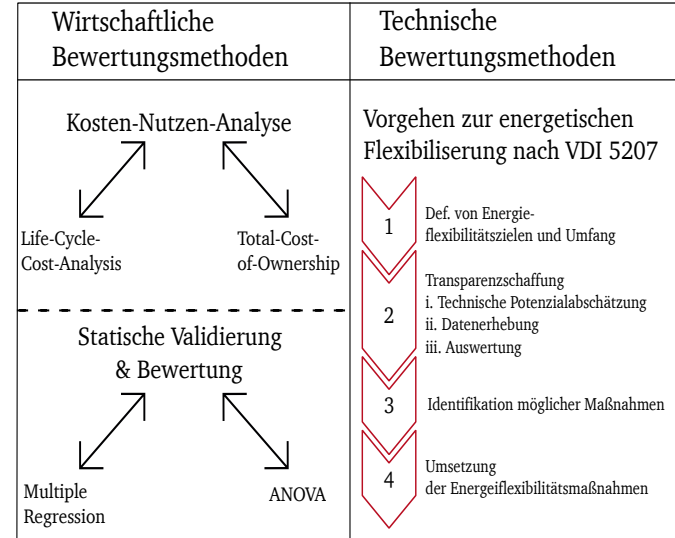 Wirtschaftliche
Bewertungsmethoden
Kosten-Nutzen-Analyse
Life-Cycle-
Cost-Analysis
Total-Cost-
of-Ownership
Statische Validierung
& Bewertung
Multiple
Regression
ANOVA
Technische
Bewertungsmethoden
Vorgehen zur energetischen
Flexibiliserung nach VDI 5207
1
Def. von Energie-
flexibilitätszielen und Umfang
2
Transparenzschaffung
i. Technische Potenzialabschätzung
ii. Datenerhebung
iii. Auswertung
3
Identifikation möglicher Maßnahmen
4
Umsetzung
der Energeiflexibilitätsmaßnahmen